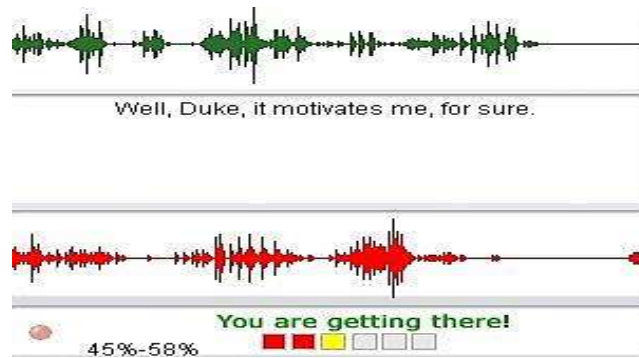 Well, Duke, it motivates me, for sure.
You are getting there!
45%-58%